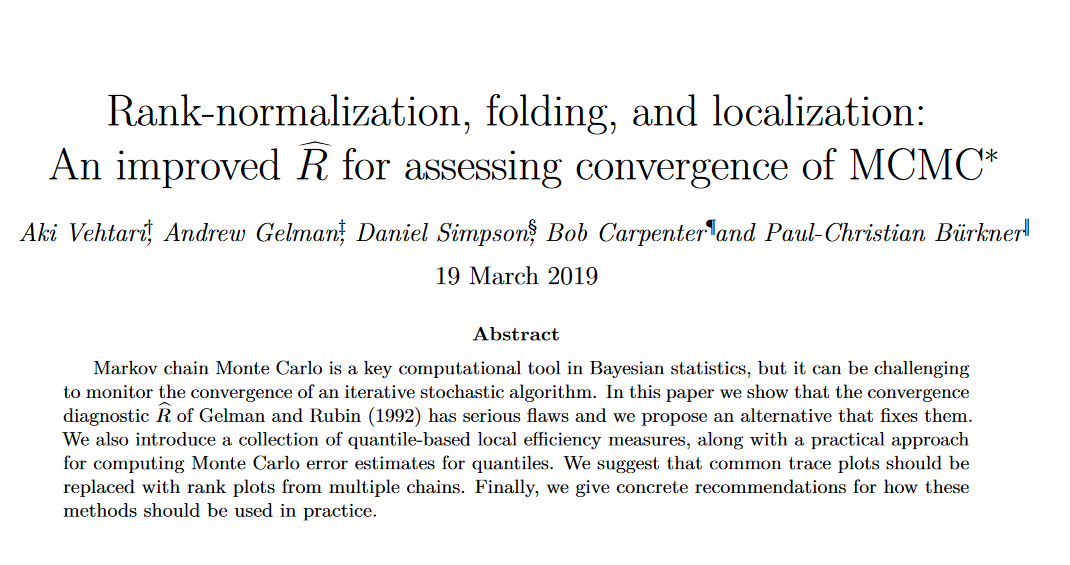 Rank-normalization, folding, and localization:
An improved R̂ for assessing convergence of MCMC*
Aki Vehtari†, Andrew Gelman‡, Daniel Simpson§, Bob Carpenter¶ and Paul-Christian Bürkner‖
19 March 2019
Abstract
Markov chain Monte Carlo is a key computational tool in Bayesian statistics, but it can be challenging
to monitor the convergence of an iterative stochastic algorithm. In this paper we show that the convergence
diagnostic R̂ of Gelman and Rubin (1992) has serious flaws and we propose an alternative that fixes them.
We also introduce a collection of quantile-based local efficiency measures, along with a practical approach
for computing Monte Carlo error estimates for quantiles. We suggest that common trace plots should be
replaced with rank plots from multiple chains. Finally, we give concrete recommendations for how these
methods should be used in practice.